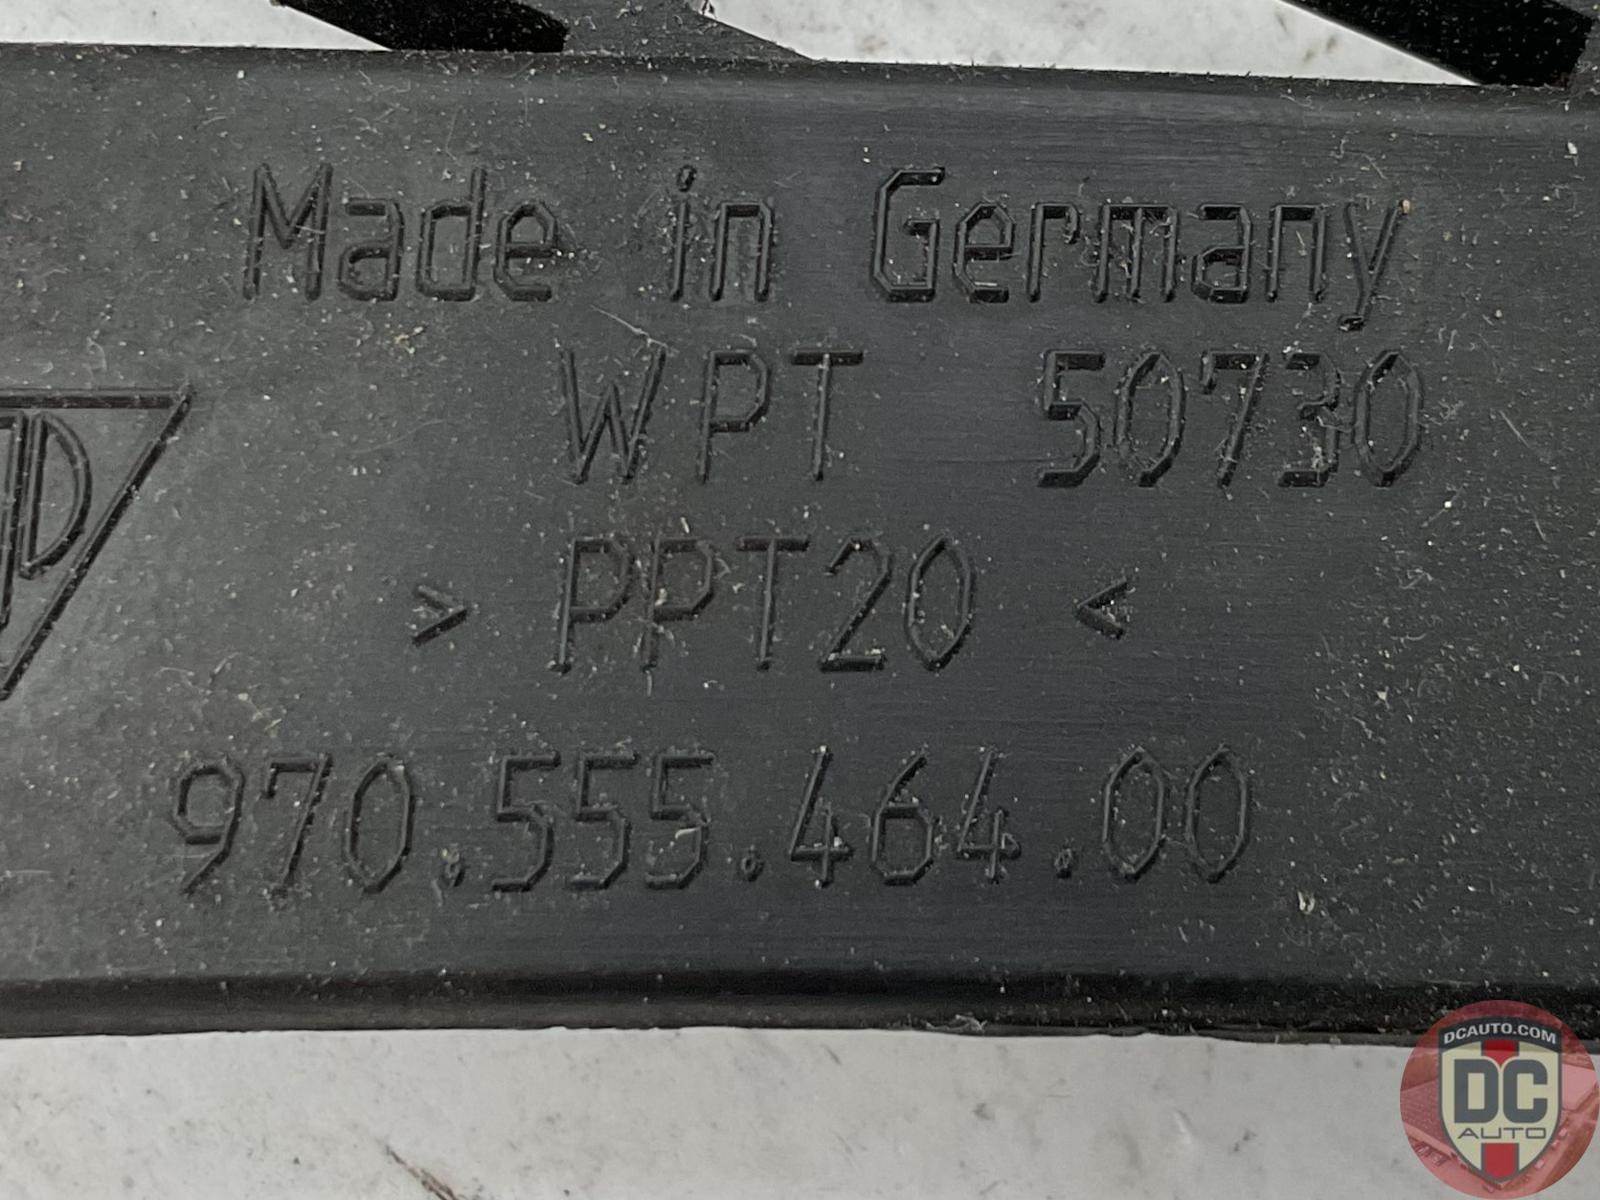 Made in Germany
WPT 50730
> PPT20 <
970.555.464.00
DCAUTO.COM
DC
AUTO